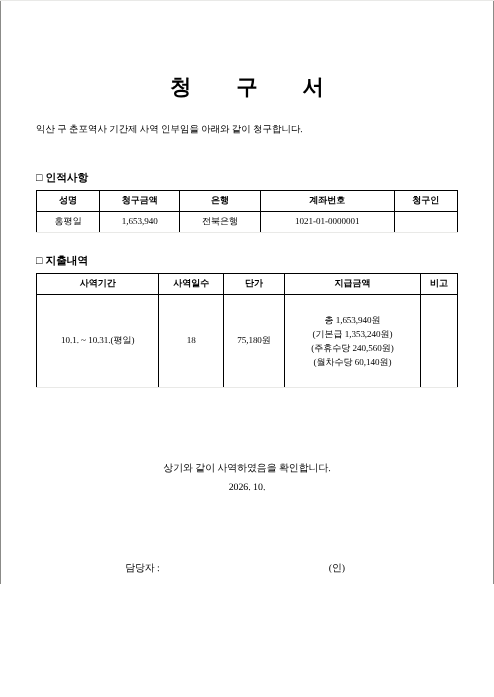 청 구 서
익산 구 춘포역사 기간제 사역 인부임을 아래와 같이 청구합니다.
□ 인적사항
성명 청구금액 은행 계좌번호 청구인
홍평일 1,653,940 전북은행 1021-01-0000001
□ 지출내역
사역기간 사역일수 단가 지급금액 비고
10.1. ~ 10.31.(평일) 18 75,180원
총 1,653,940원
(기본급 1,353,240원)
(주휴수당 240,560원)
(월차수당 60,140원)
상기와 같이 사역하였음을 확인합니다.
2026. 10.
담당자 : (인)